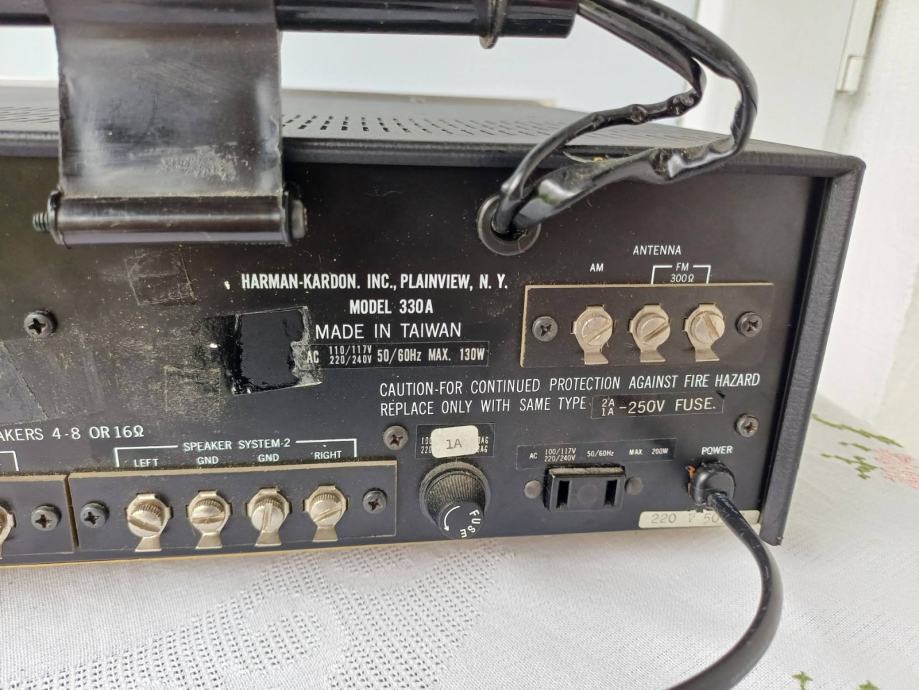 ANTENNA
AM
FM
300Ω
HARMAN-KARDON. INC., PLAINVIEW, N. Y.
MODEL 330A
MADE IN TAIWAN
AC 110/117V 220/240V 50/60Hz MAX. 130W
CAUTION-FOR CONTINUED PROTECTION AGAINST FIRE HAZARD
REPLACE ONLY WITH SAME TYPE 2A 1A -250V FUSE.
AKERS 4-8 OR 16Ω
SPEAKER SYSTEM-2
LEFT GND GND RIGHT
1A
FUSE
AC 100/117V 220/240V 50/60Hz MAX 200W
POWER
220 V 50